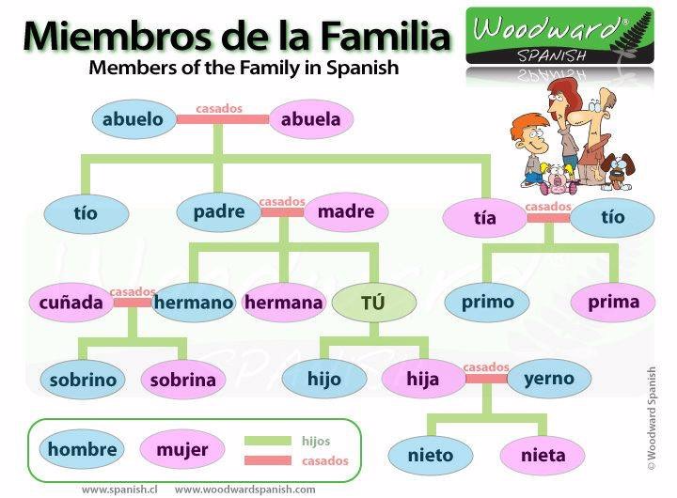 Miembros de la Familia
Members of the Family in Spanish
Woodward®
SPANISH
abuelo casados abuela
tío padre casados madre tía casados tío
cuñada casados hermano hermana TÚ primo prima
sobrino sobrina hijo hija casados yerno
hombre mujer hijos
casados
nieto nieta
www.spanish.cl www.woodwardspanish.com
© Woodward Spanish
Woodward
SPANISH